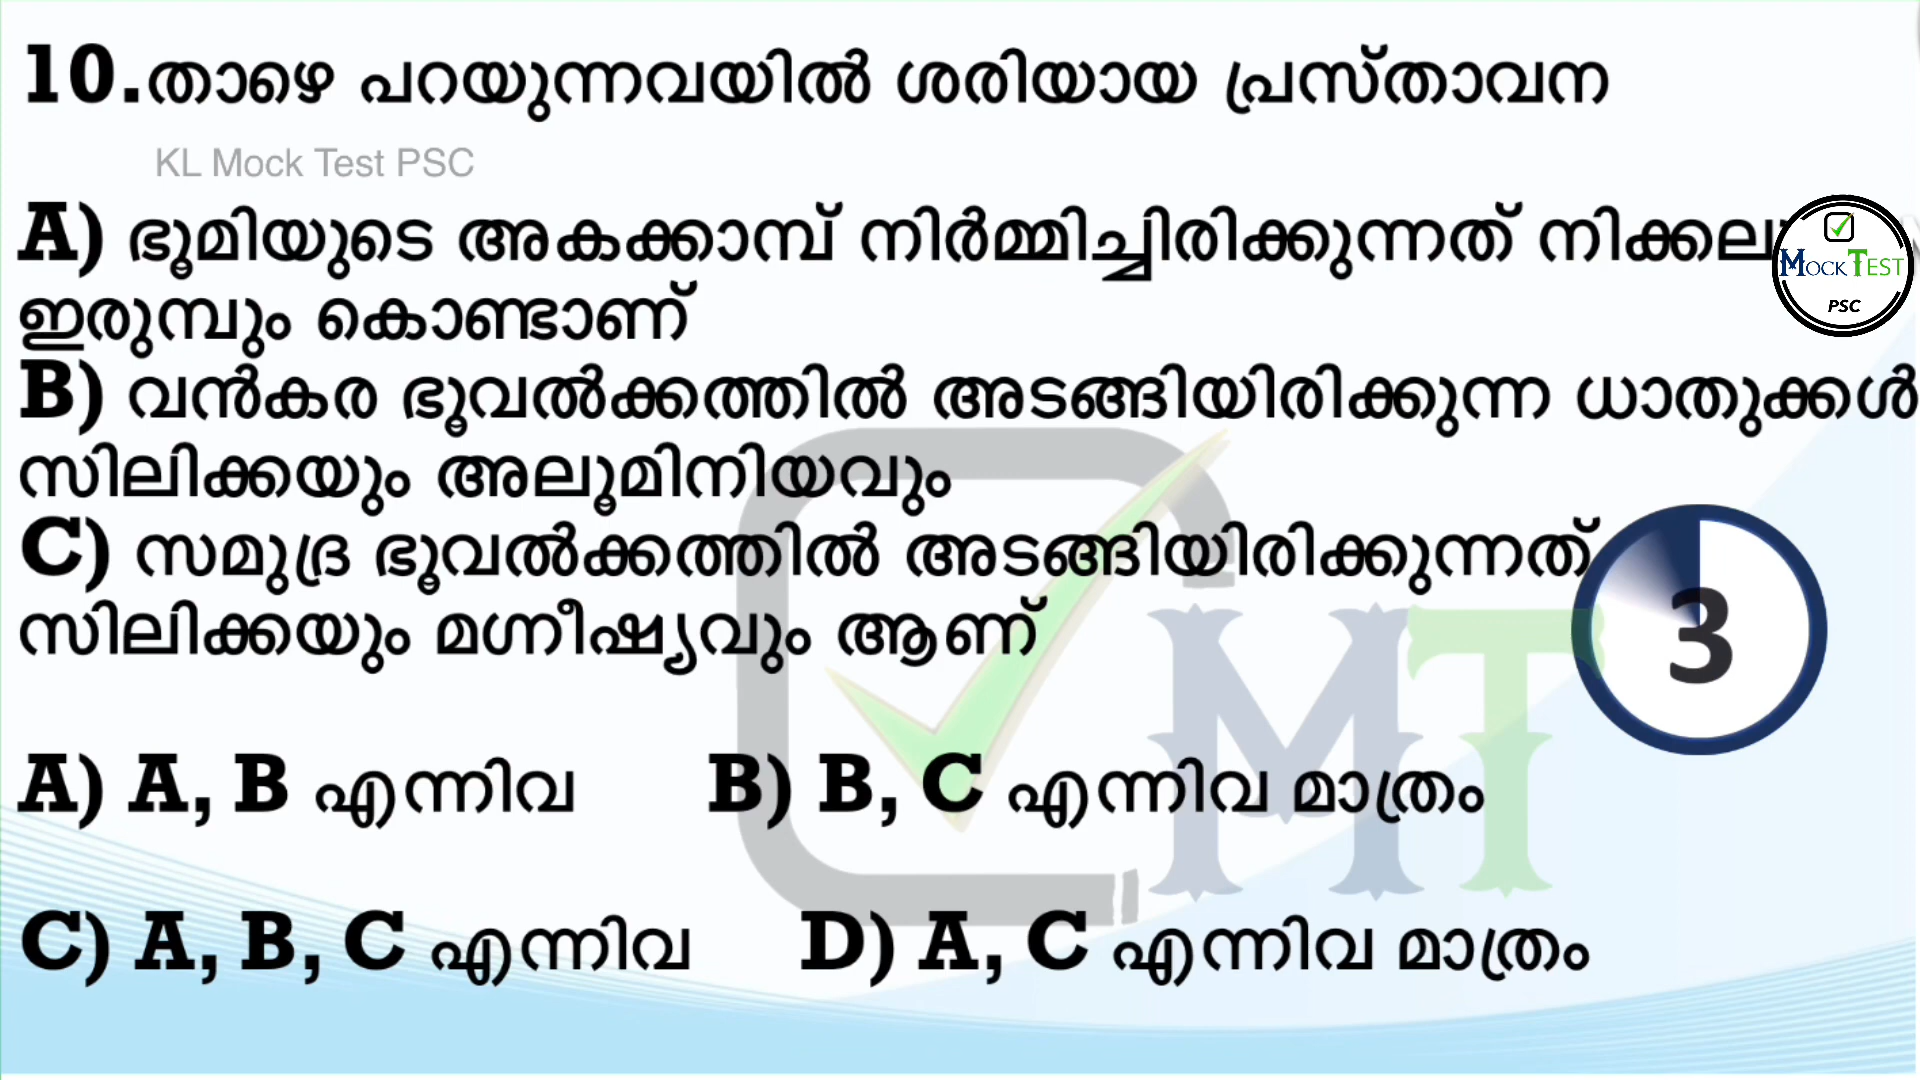 10.താഴെ പറയുന്നവയിൽ ശരിയായ പ്രസ്താവന
KL Mock Test PSC
A) ഭൂമിയുടെ അകക്കാമ്പ് നിർമ്മിച്ചിരിക്കുന്നത്
MOCK TEST
PSC
ഇരുമ്പും കൊണ്ടാണ്
B) വൻകര ഭൂവൽക്കത്തിൽ അടങ്ങിയിരിക്കുന്ന ധാതുക്കൾ
സിലിക്കയും അലൂമിനിയവും
C) സമുദ്ര ഭൂവൽക്കത്തിൽ അടങ്ങിയിരിക്കുന്നത്
സിലിക്കയും മഗ്നീഷ്യവും ആണ്
3
MT
A) A, B എന്നിവ B) B, C എന്നിവ മാത്രം
C) A, B, C എന്നിവ D) A, C എന്നിവ മാത്രം